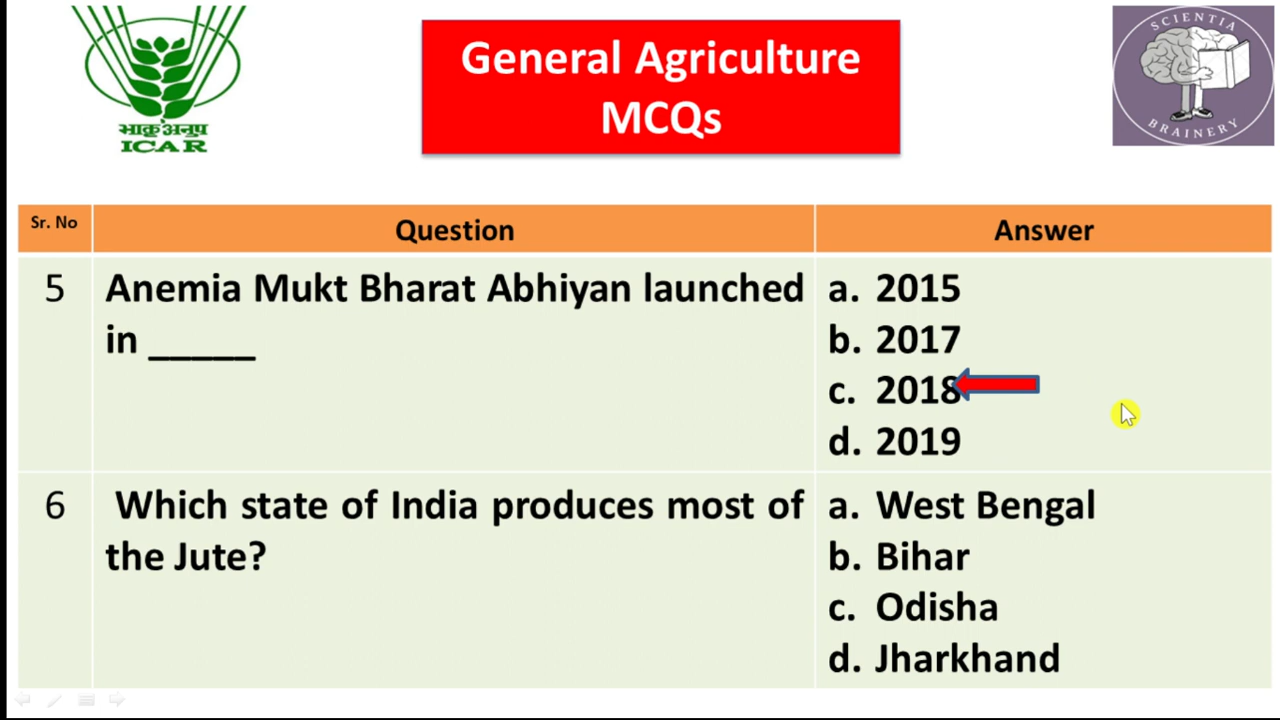 भाकृअनुप
ICAR
General Agriculture
MCQs
SCIENTIA
BRAINERY
Sr. No Question Answer
5 Anemia Mukt Bharat Abhiyan launched
in _____
a. 2015
b. 2017
c. 2018
d. 2019
6 Which state of India produces most of
the Jute?
a. West Bengal
b. Bihar
c. Odisha
d. Jharkhand